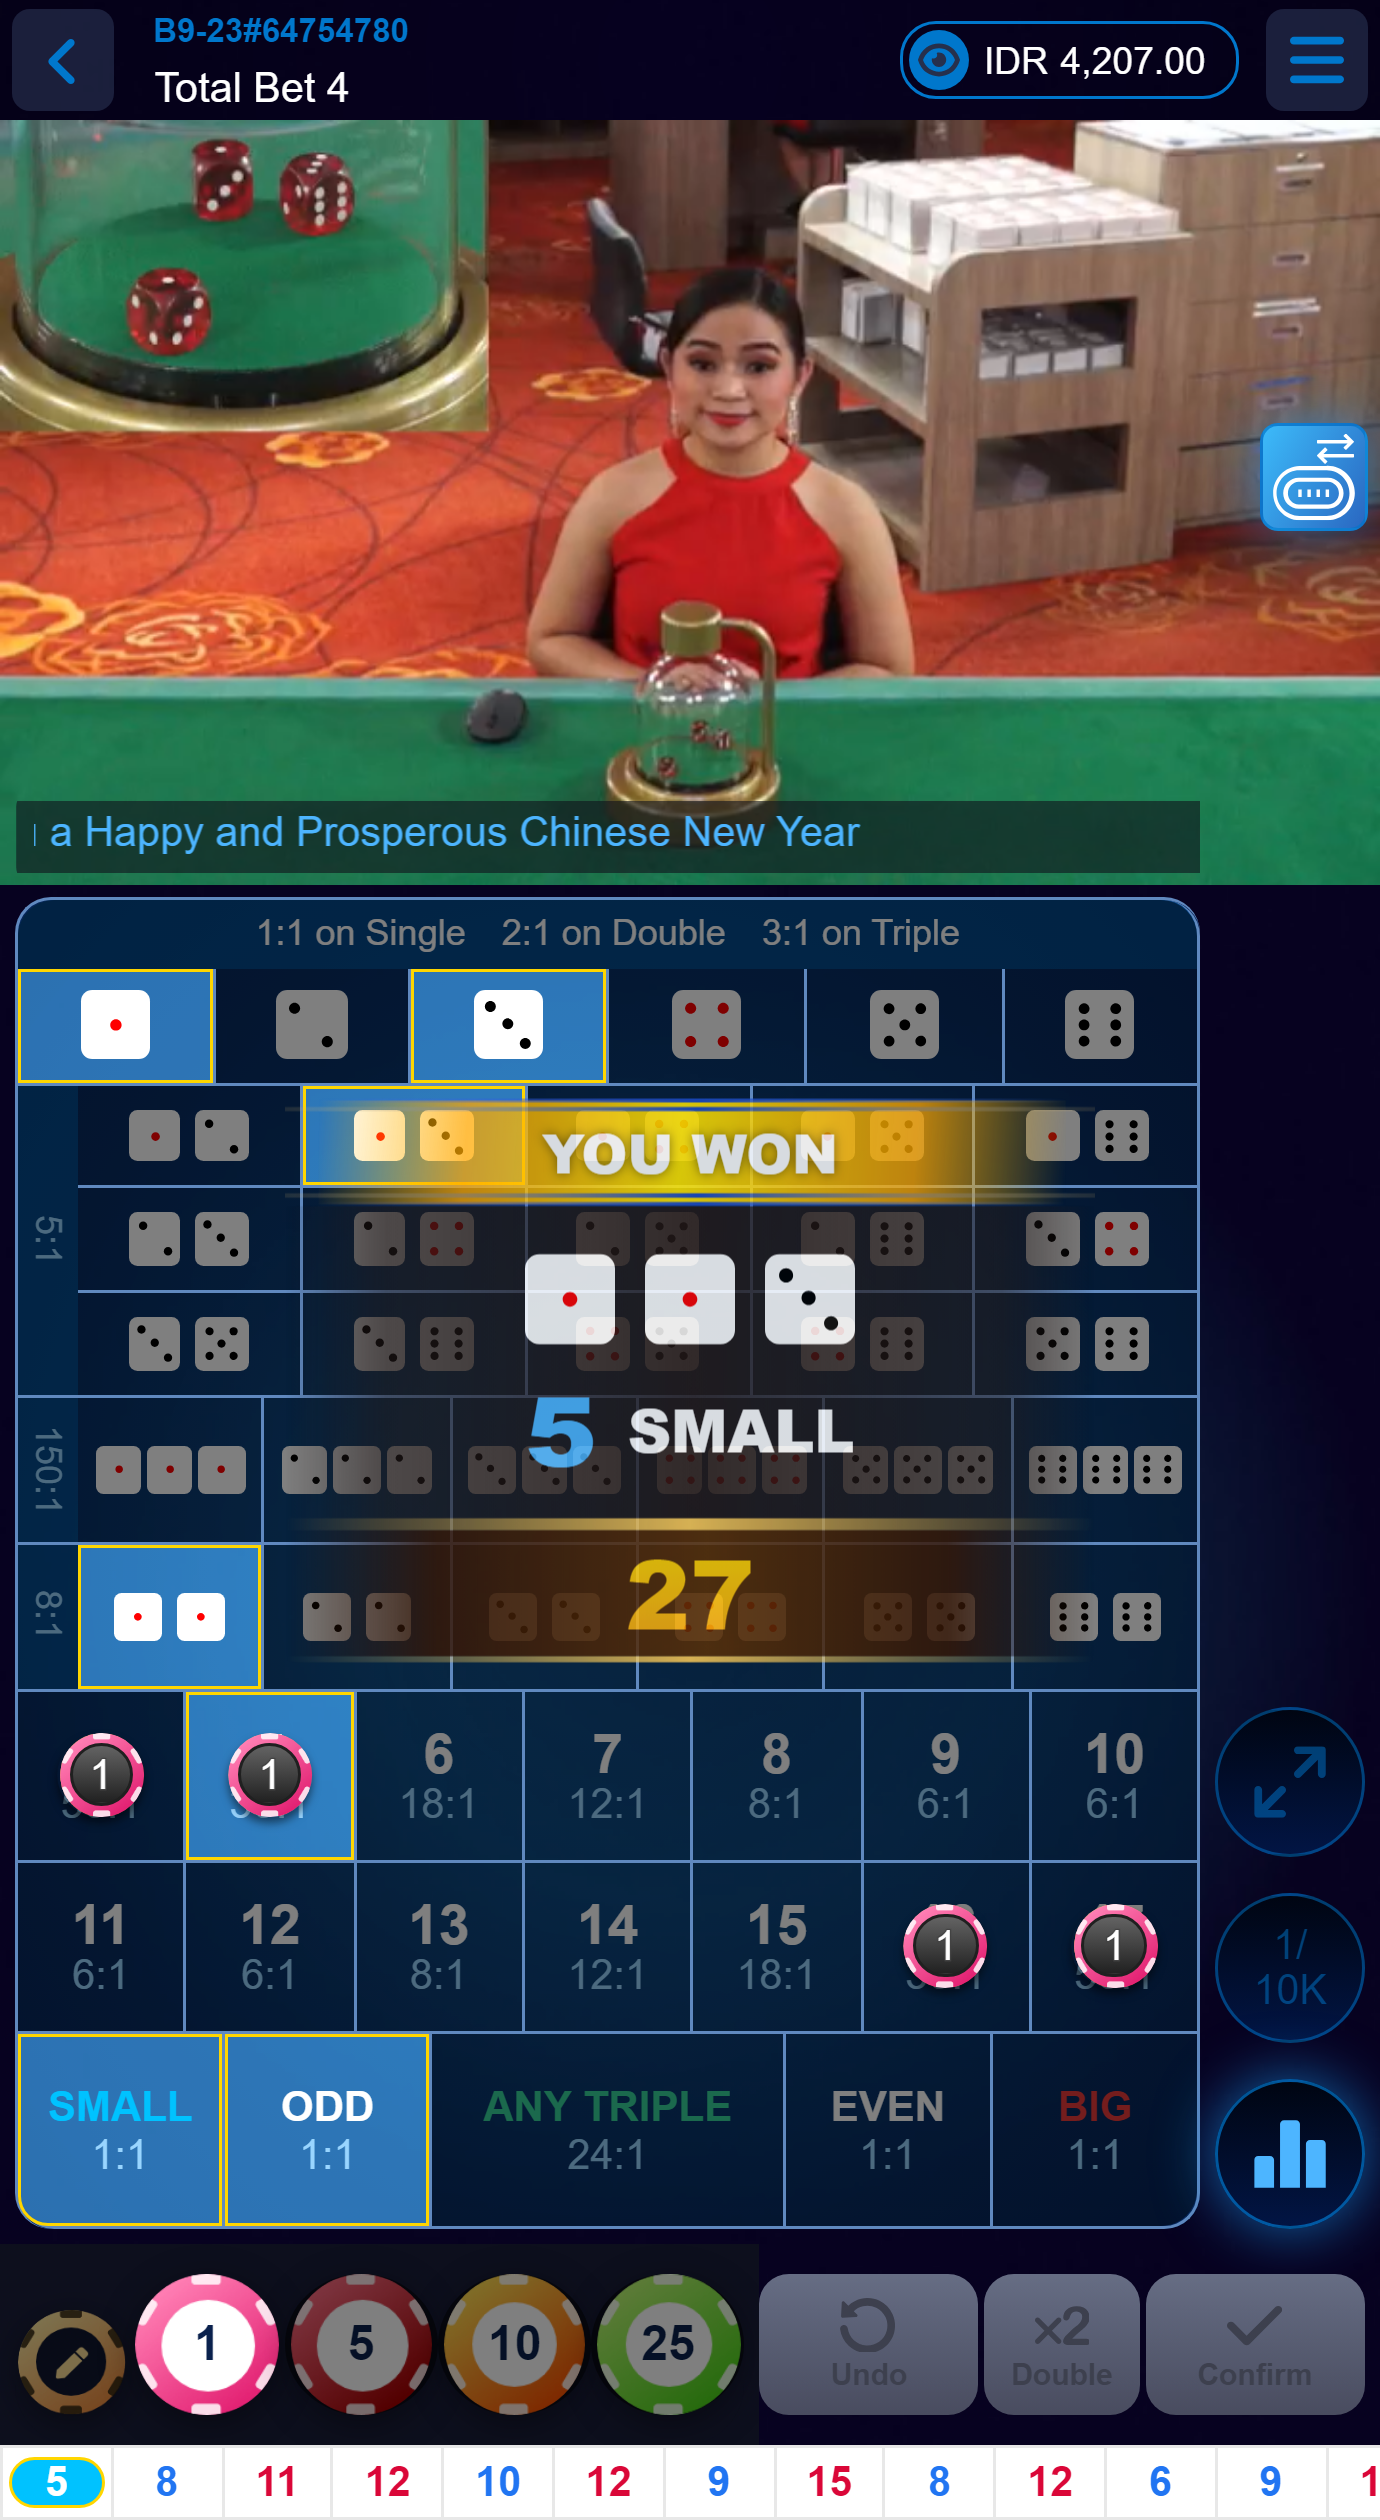 B9-23#64754780
Total Bet 4
IDR 4,207.00
a Happy and Prosperous Chinese New Year
1:1 on Single 2:1 on Double 3:1 on Triple
YOU WON
5:1
5 SMALL
150:1
27
8:1
1 1 6 7 8 9 10
18:1 12:1 8:1 6:1 6:1
11 12 13 14 15 1 1
6:1 6:1 8:1 12:1 18:1
SMALL ODD ANY TRIPLE EVEN BIG
1:1 1:1 24:1 1:1 1:1
1/
10K
1 5 10 25
Undo x2 Double Confirm
5 8 11 12 10 12 9 15 8 12 6 9